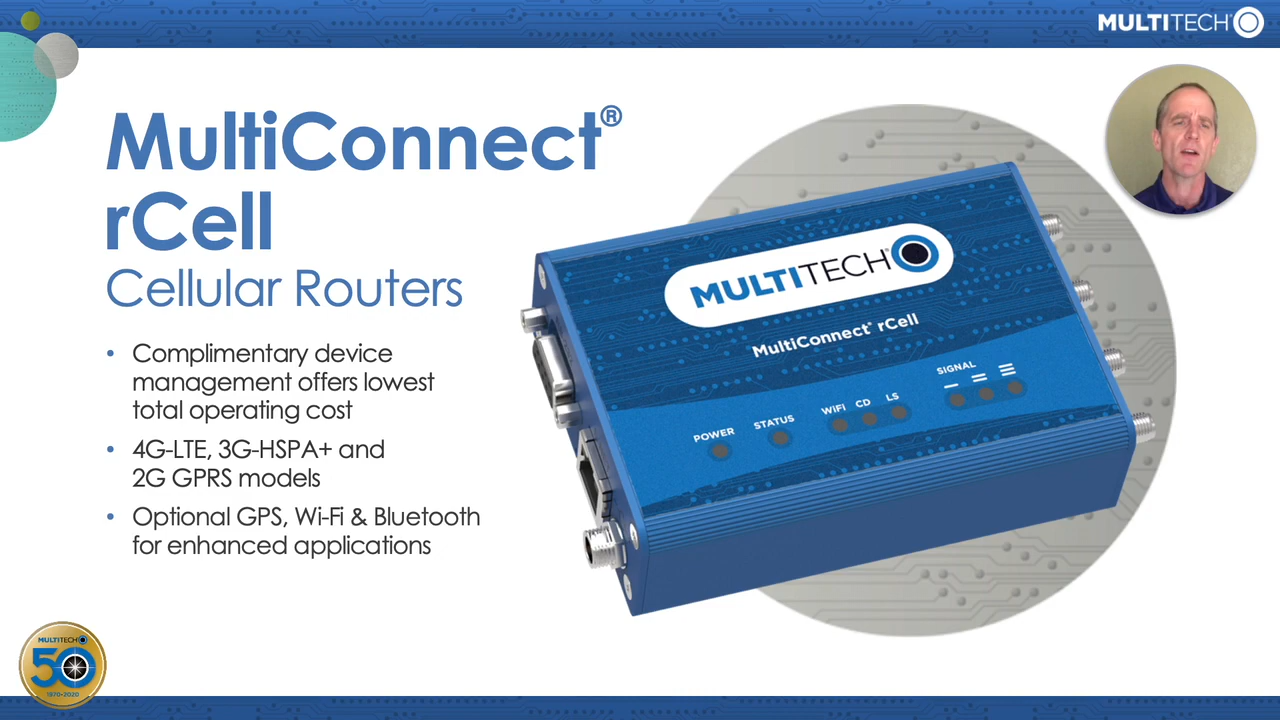 MULTITECH
MultiConnect®
rCell
Cellular Routers
• Complimentary device
management offers lowest
total operating cost
• 4G-LTE, 3G-HSPA+ and
2G GPRS models
• Optional GPS, Wi-Fi & Bluetooth
for enhanced applications
MULTITECH
MultiConnect® rCell
POWER
STATUS
WIFI CD LS
SIGNAL
MULTITECH
50
1970•2020